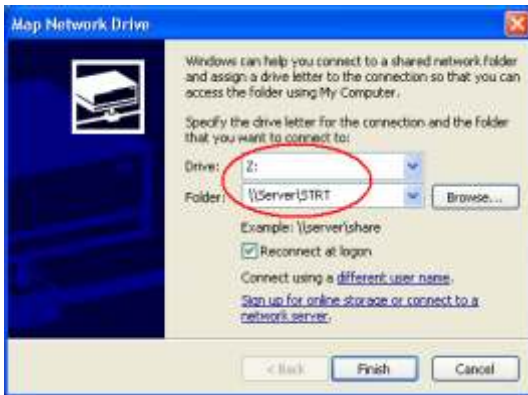 Map Network Drive
Windows can help you connect to a shared network folder
and assign a drive letter to the connection so that you can
access the folder using My Computer.
Specify the drive letter for the connection and the folder
that you want to connect to:
Drive: Z:
Folder: \\Server\STRT Browse...
Example: \\server\share
Reconnect at logon
Connect using a different user name.
Sign up for online storage or connect to a
network server.
< Back Finish Cancel